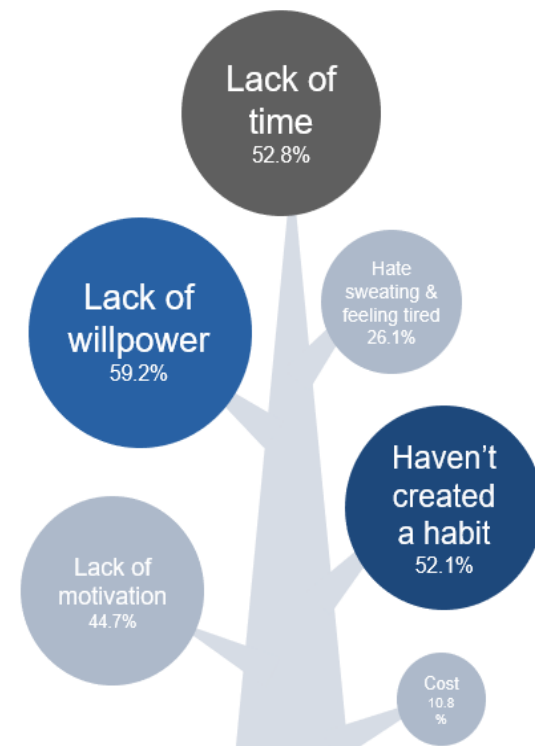 Lack of
time
52.8%
Hate
sweating &
feeling tired
26.1%
Lack of
willpower
59.2%
Haven’t
created
a habit
52.1%
Lack of
motivation
44.7%
Cost
10.8
%